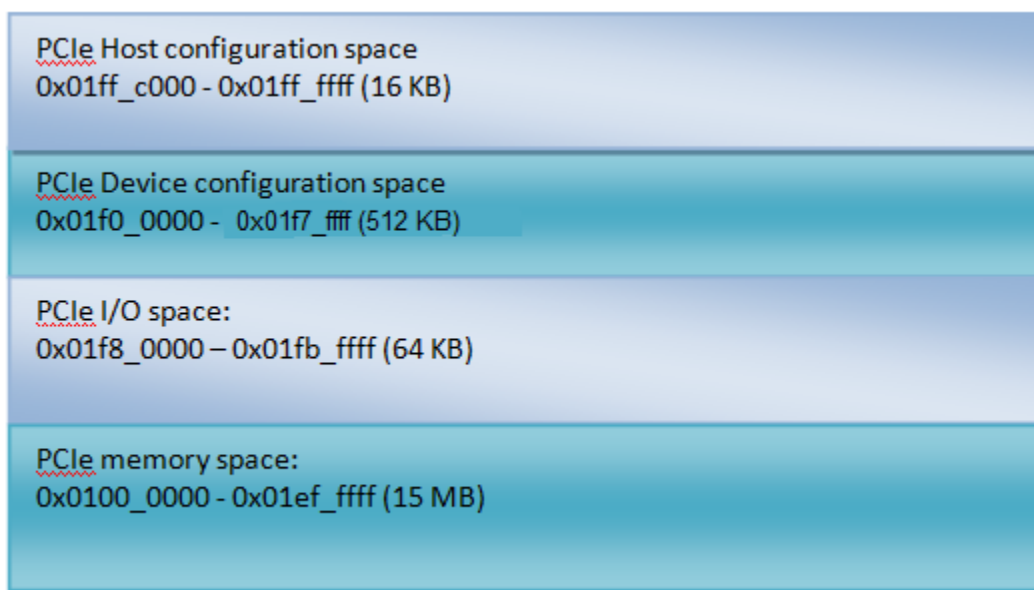 PCIe Host configuration space
0x01ff_c000 - 0x01ff_ffff (16 KB)
PCIe Device configuration space
0x01f0_0000 - 0x01f7_ffff (512 KB)
PCIe I/O space:
0x01f8_0000 – 0x01fb_ffff (64 KB)
PCIe memory space:
0x0100_0000 - 0x01ef_ffff (15 MB)